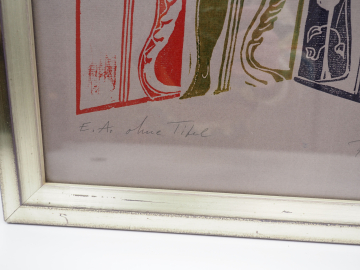 E. A. ohne Titel